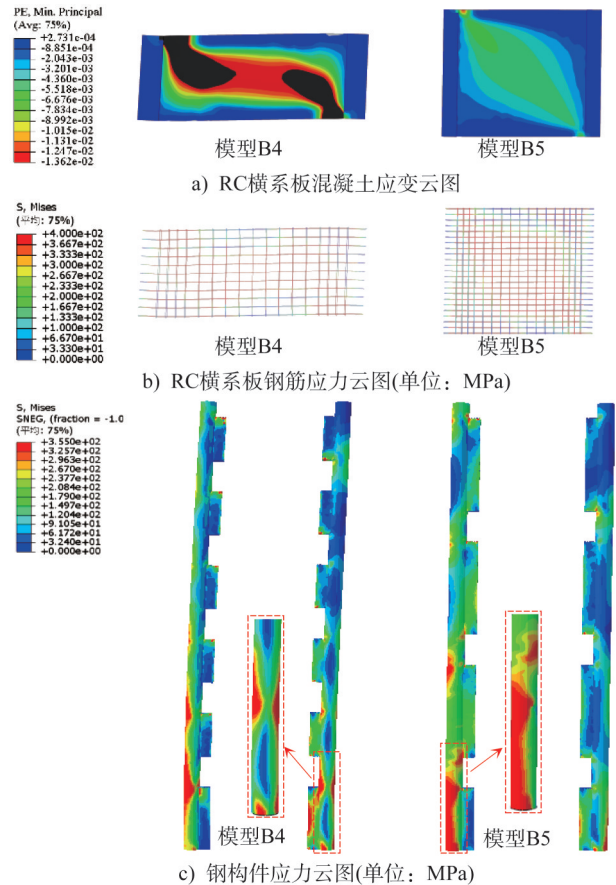 PE, Min. Principal
(Avg: 75%)
+2.731e-04
-8.851e-04
-2.043e-03
-3.201e-03
-4.360e-03
-5.518e-03
-6.676e-03
-7.834e-03
-8.992e-03
-1.015e-02
-1.131e-02
-1.247e-02
-1.362e-02
模型B4 模型B5
a) RC横系板混凝土应变云图
S, Mises
(平均: 75%)
+4.000e+02
+3.667e+02
+3.333e+02
+3.000e+02
+2.667e+02
+2.333e+02
+2.000e+02
+1.667e+02
+1.333e+02
+1.000e+02
+6.670e+01
+3.330e+01
+0.000e+00
模型B4 模型B5
b) RC横系板钢筋应力云图(单位：MPa)
S, Mises
SNEG, (fraction = -1.0
(平均: 75%)
+3.550e+02
+3.257e+02
+2.963e+02
+2.670e+02
+2.377e+02
+2.084e+02
+1.790e+02
+1.497e+02
+1.204e+02
+9.105e+01
+6.172e+01
+3.240e+01
+0.000e+00
模型B4 模型B5
c) 钢构件应力云图(单位：MPa)